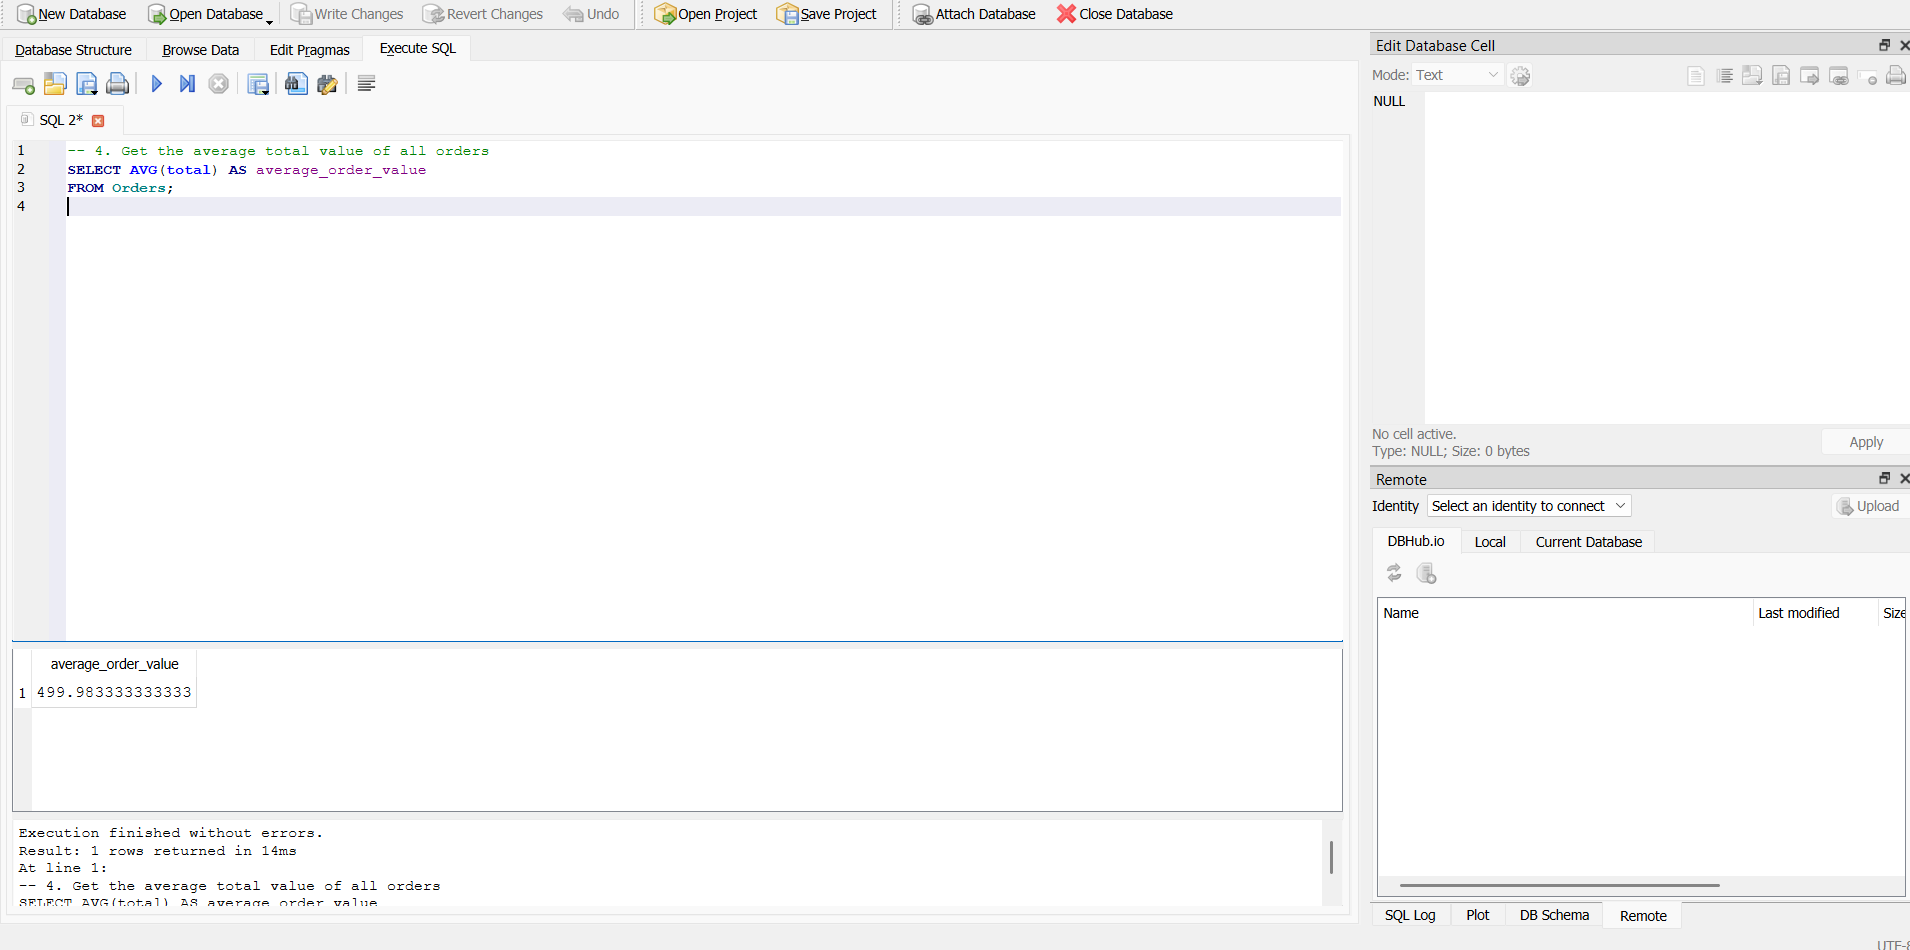 New Database Open Database Write Changes Revert Changes Undo Open Project Save Project Attach Database Close Database
Database Structure Browse Data Edit Pragmas Execute SQL
SQL 2*
1 -- 4. Get the average total value of all orders
2 SELECT AVG(total) AS average_order_value
3 FROM Orders;
4
average_order_value
1 499.983333333333
Execution finished without errors.
Result: 1 rows returned in 14ms
At line 1:
-- 4. Get the average total value of all orders
SELECT AVG(total) AS average_order_value
Edit Database Cell
Mode: Text
NULL
No cell active.
Type: NULL; Size: 0 bytes
Apply
Remote
Identity Select an identity to connect Upload
DBHub.io Local Current Database
Name Last modified Size
SQL Log Plot DB Schema Remote
UTF-8